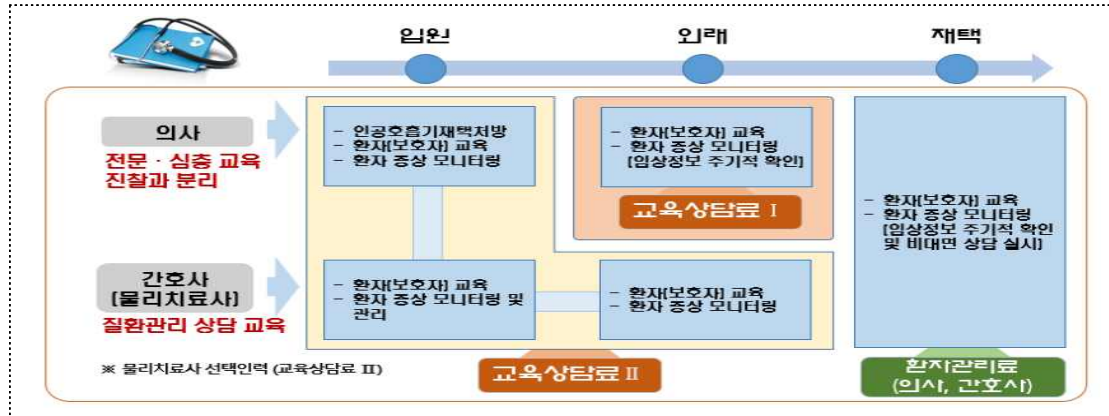 입원
외래
재택
의사
전문·심층 교육
진찰과 분리
- 인공호흡기재택처방
- 환자(보호자) 교육
- 환자 증상 모니터링
- 환자(보호자) 교육
- 환자 증상 모니터링
(임상정보 주기적 확인)
교육상담료 Ⅰ
- 환자(보호자) 교육
- 환자 증상 모니터링
(임상정보 주기적 확인
및 비대면 상담 실시)
간호사
(물리치료사)
질환관리 상담 교육
- 환자(보호자) 교육
- 환자 증상 모니터링 및
관리
- 환자(보호자) 교육
- 환자 증상 모니터링
※ 물리치료사 선택인력 (교육상담료 Ⅱ)
교육상담료 Ⅱ
환자관리료
(의사, 간호사)